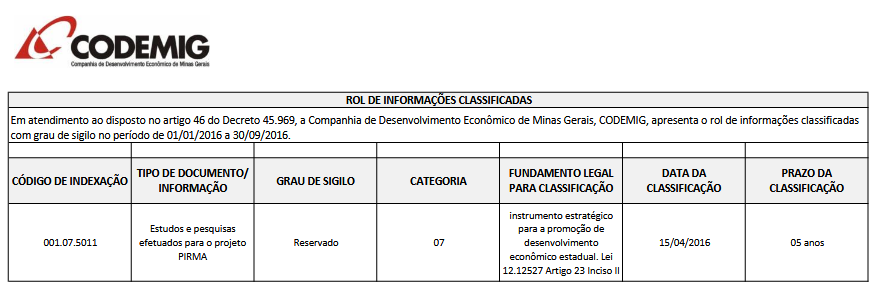 CODEMIG
Companhia de Desenvolvimento Econômico de Minas Gerais
ROL DE INFORMAÇÕES CLASSIFICADAS
Em atendimento ao disposto no artigo 46 do Decreto 45.969, a Companhia de Desenvolvimento Econômico de Minas Gerais, CODEMIG, apresenta o rol de informações classificadas
com grau de sigilo no período de 01/01/2016 a 30/09/2016.
CÓDIGO DE INDEXAÇÃO
TIPO DE DOCUMENTO/
INFORMAÇÃO
GRAU DE SIGILO
CATEGORIA
FUNDAMENTO LEGAL
PARA CLASSIFICAÇÃO
DATA DA
CLASSIFICAÇÃO
PRAZO DA
CLASSIFICAÇÃO
001.07.5011
Estudos e pesquisas
efetuados para o projeto
PIRMA
Reservado
07
instrumento estratégico
para a promoção de
desenvolvimento
econômico estadual. Lei
12.12527 Artigo 23 Inciso II
15/04/2016
05 anos